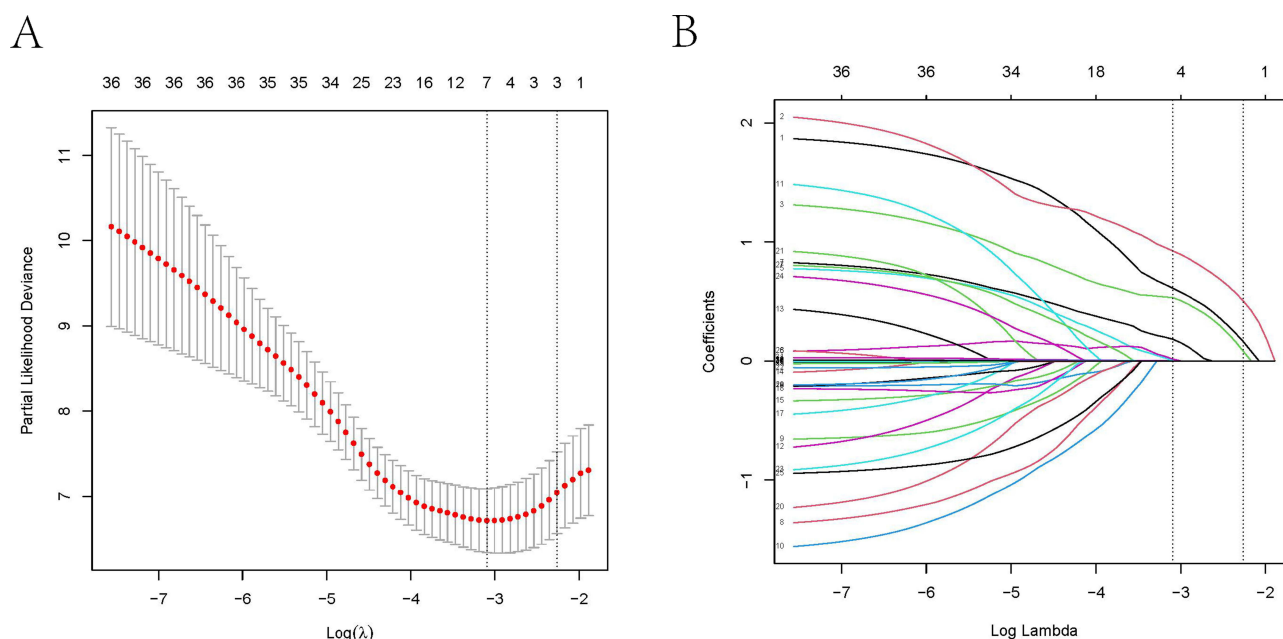 A
36 36 36 36 36 35 35 34 25 23 16 12 7 4 3 3 1
Partial Likelihood Deviance
11
10
9
8
7
−7 −6 −5 −4 −3 −2
Log(λ)
B
36 36 34 18 4 1
Coefficients
2
1
0
−1
2
1
11
3
21
24
13
14
15
17
9
12
20
8
10
−7 −6 −5 −4 −3 −2
Log Lambda